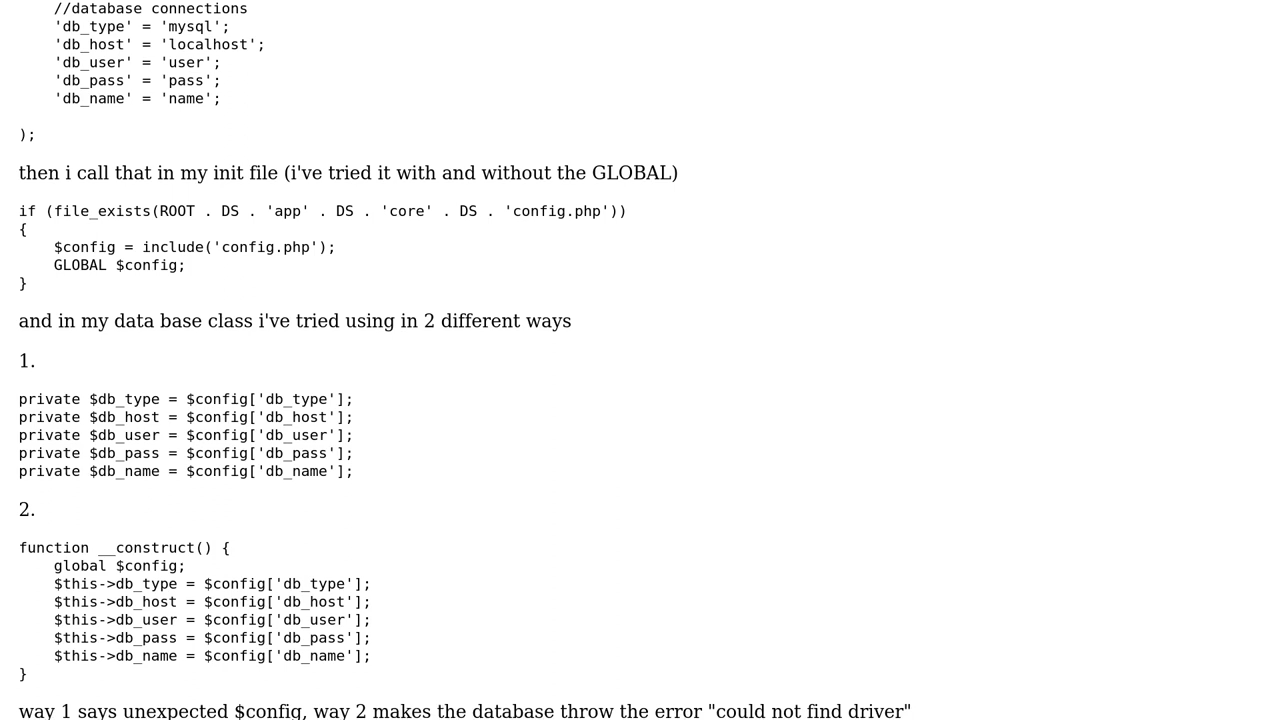 //database connections
'db_type' = 'mysql';
'db_host' = 'localhost';
'db_user' = 'user';
'db_pass' = 'pass';
'db_name' = 'name';
);
then i call that in my init file (i've tried it with and without the GLOBAL)
if (file_exists(ROOT . DS . 'app' . DS . 'core' . DS . 'config.php'))
{
    $config = include('config.php');
    GLOBAL $config;
}
and in my data base class i've tried using in 2 different ways
1.
private $db_type = $config['db_type'];
private $db_host = $config['db_host'];
private $db_user = $config['db_user'];
private $db_pass = $config['db_pass'];
private $db_name = $config['db_name'];
2.
function __construct() {
    global $config;
    $this->db_type = $config['db_type'];
    $this->db_host = $config['db_host'];
    $this->db_user = $config['db_user'];
    $this->db_pass = $config['db_pass'];
    $this->db_name = $config['db_name'];
}
way 1 says unexpected $config, way 2 makes the database throw the error "could not find driver"